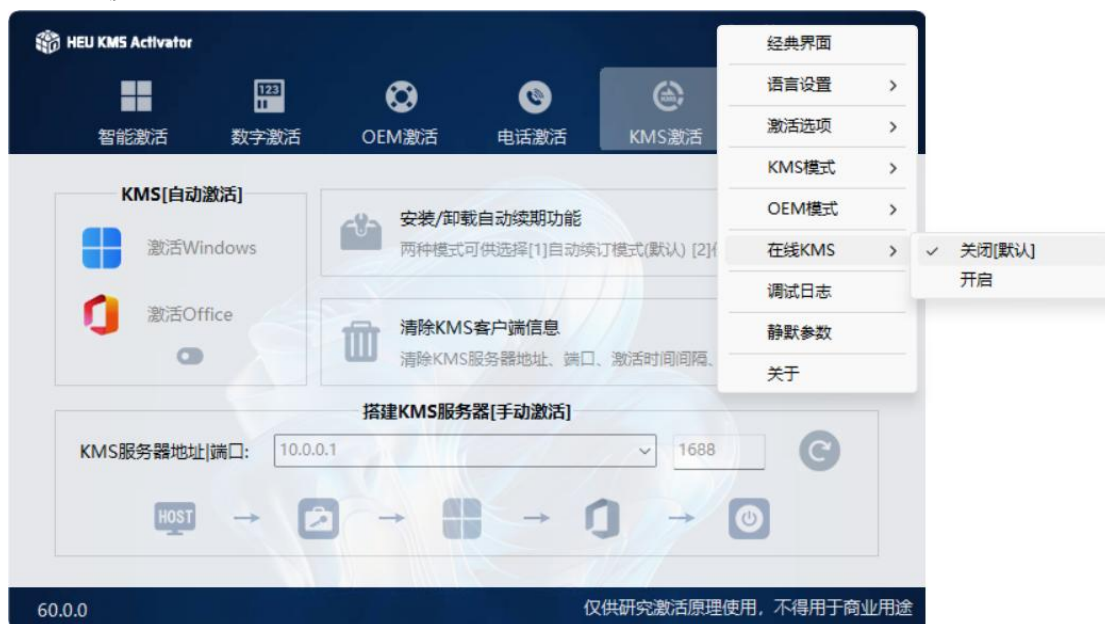 HEU KMS Activator
智能激活
123
数字激活
OEM激活
电话激活
KMS
KMS激活
经典界面
语言设置
激活选项
KMS模式
OEM模式
在线KMS
调试日志
静默参数
关于
关闭[默认]
开启
KMS[自动激活]
激活Windows
激活Office
安装/卸载自动续期功能
两种模式可供选择[1]自动续订模式(默认) [2]
清除KMS客户端信息
清除KMS服务器地址、端口、激活时间间隔、
搭建KMS服务器[手动激活]
KMS服务器地址|端口: 10.0.0.1 1688
HOST
60.0.0 仅供研究激活原理使用，不得用于商业用途